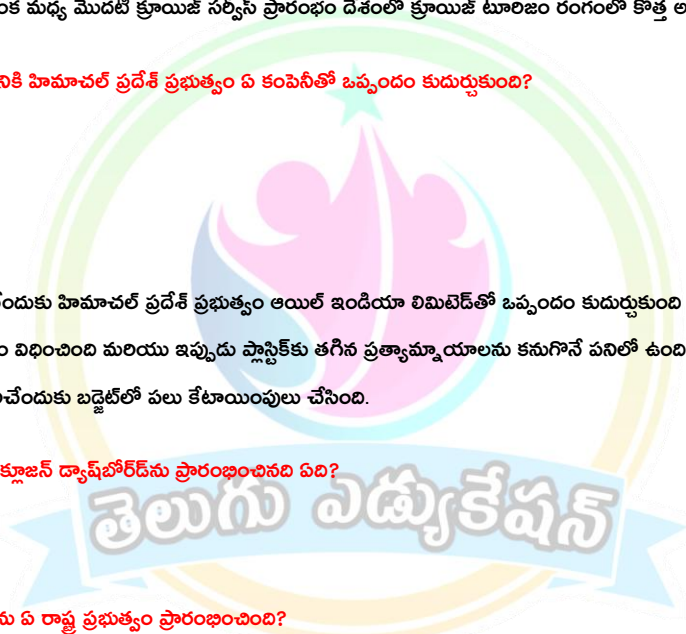 ంక మధ్య మొదటి క్రూయిజ్ సర్వీస్ ప్రారంభం దేశంలో క్రూయిజ్ టూరిజం రంగంలో కొత్త అ
నికి హిమాచల్ ప్రదేశ్ ప్రభుత్వం ఏ కంపెనీతో ఒప్పందం కుదుర్చుకుంది?
ందుకు హిమాచల్ ప్రదేశ్ ప్రభుత్వం ఆయిల్ ఇండియా లిమిటెడ్‌తో ఒప్పందం కుదుర్చుకుంది
ం విధించింది మరియు ఇప్పుడు ప్లాస్టిక్‌కు తగిన ప్రత్యామ్నాయాలను కనుగొనే పనిలో ఉంది
చేందుకు బడ్జెట్‌లో పలు కేటాయింపులు చేసింది.
క్లూజన్ డ్యాష్‌బోర్డ్‌ను ప్రారంభించినది ఏది?
తెలుగు ఎడ్యుకేషన్
ను ఏ రాష్ట్ర ప్రభుత్వం ప్రారంభించింది?